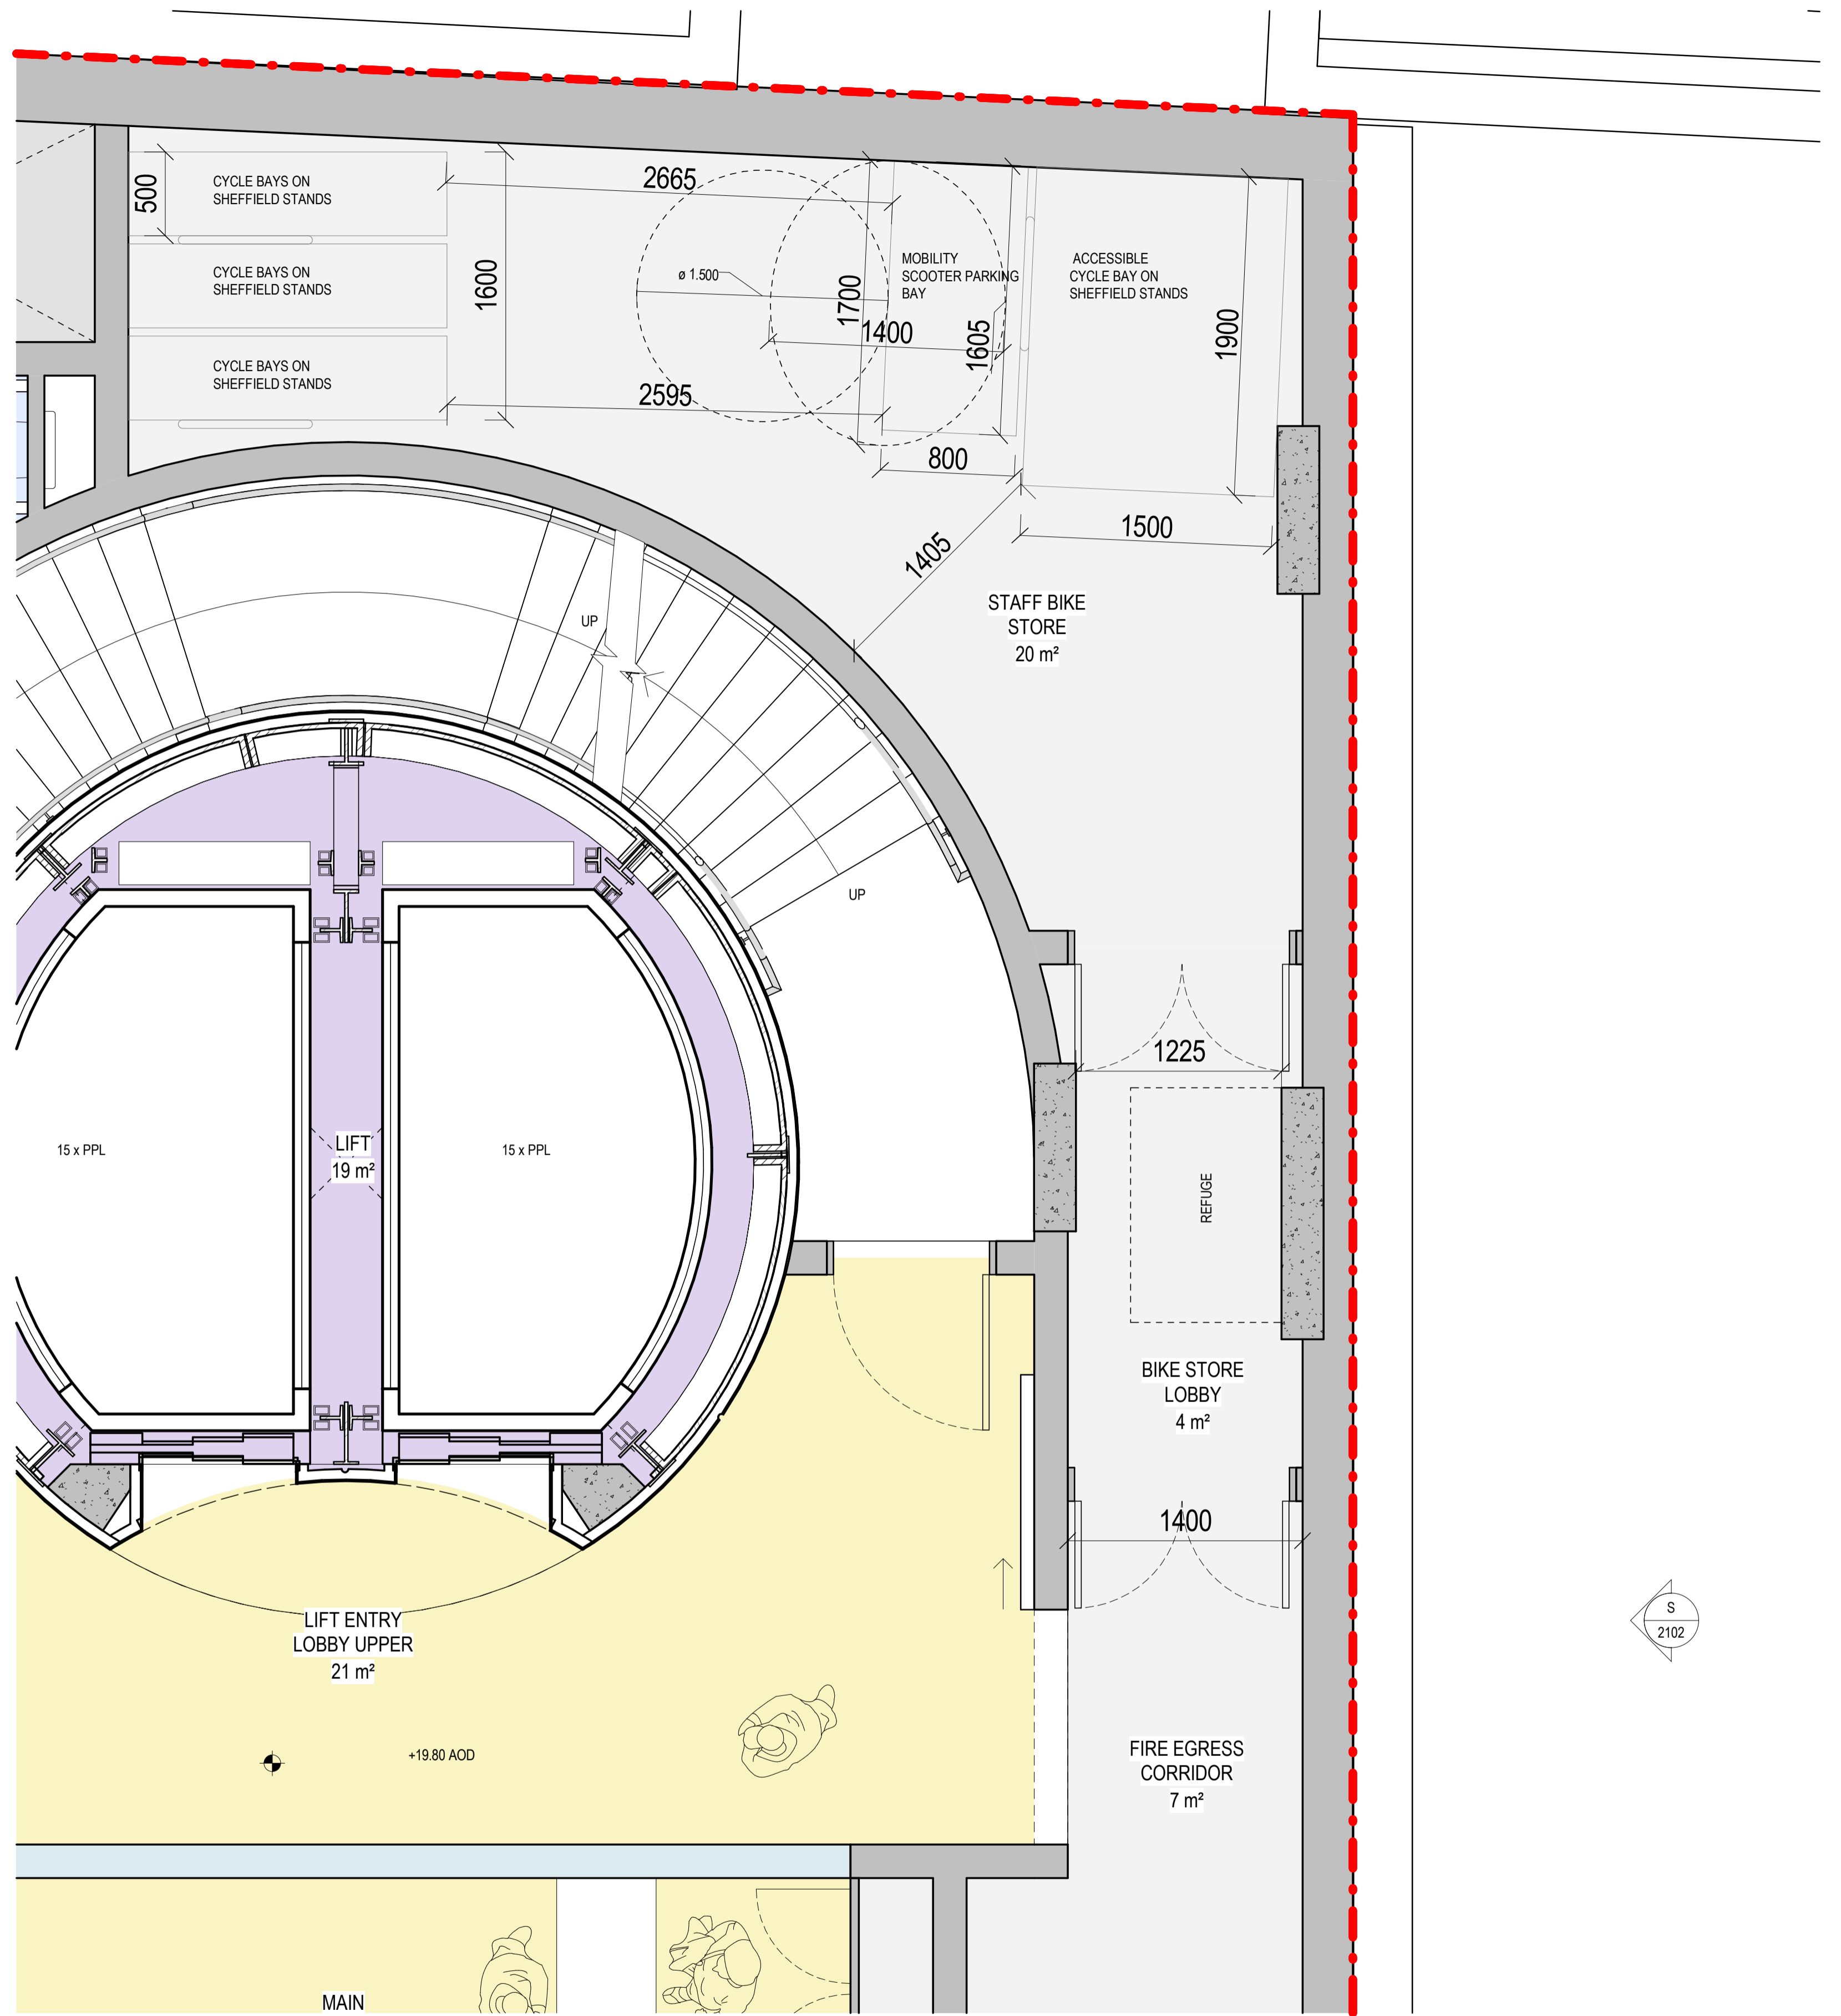 500
CYCLE BAYS ON
SHEFFIELD STANDS
2665
CYCLE BAYS ON
SHEFFIELD STANDS
1600
ø 1.500
1700
MOBILITY
SCOOTER PARKING
BAY
ACCESSIBLE
CYCLE BAY ON
SHEFFIELD STANDS
1400
1605
1900
CYCLE BAYS ON
SHEFFIELD STANDS
2595
800
1500
1405
STAFF BIKE
STORE
20 m²
UP
UP
1225
15 x PPL
LIFT
19 m²
15 x PPL
REFUGE
BIKE STORE
LOBBY
4 m²
1400
LIFT ENTRY
LOBBY UPPER
21 m²
S
2102
+19.80 AOD
FIRE EGRESS
CORRIDOR
7 m²
MAIN